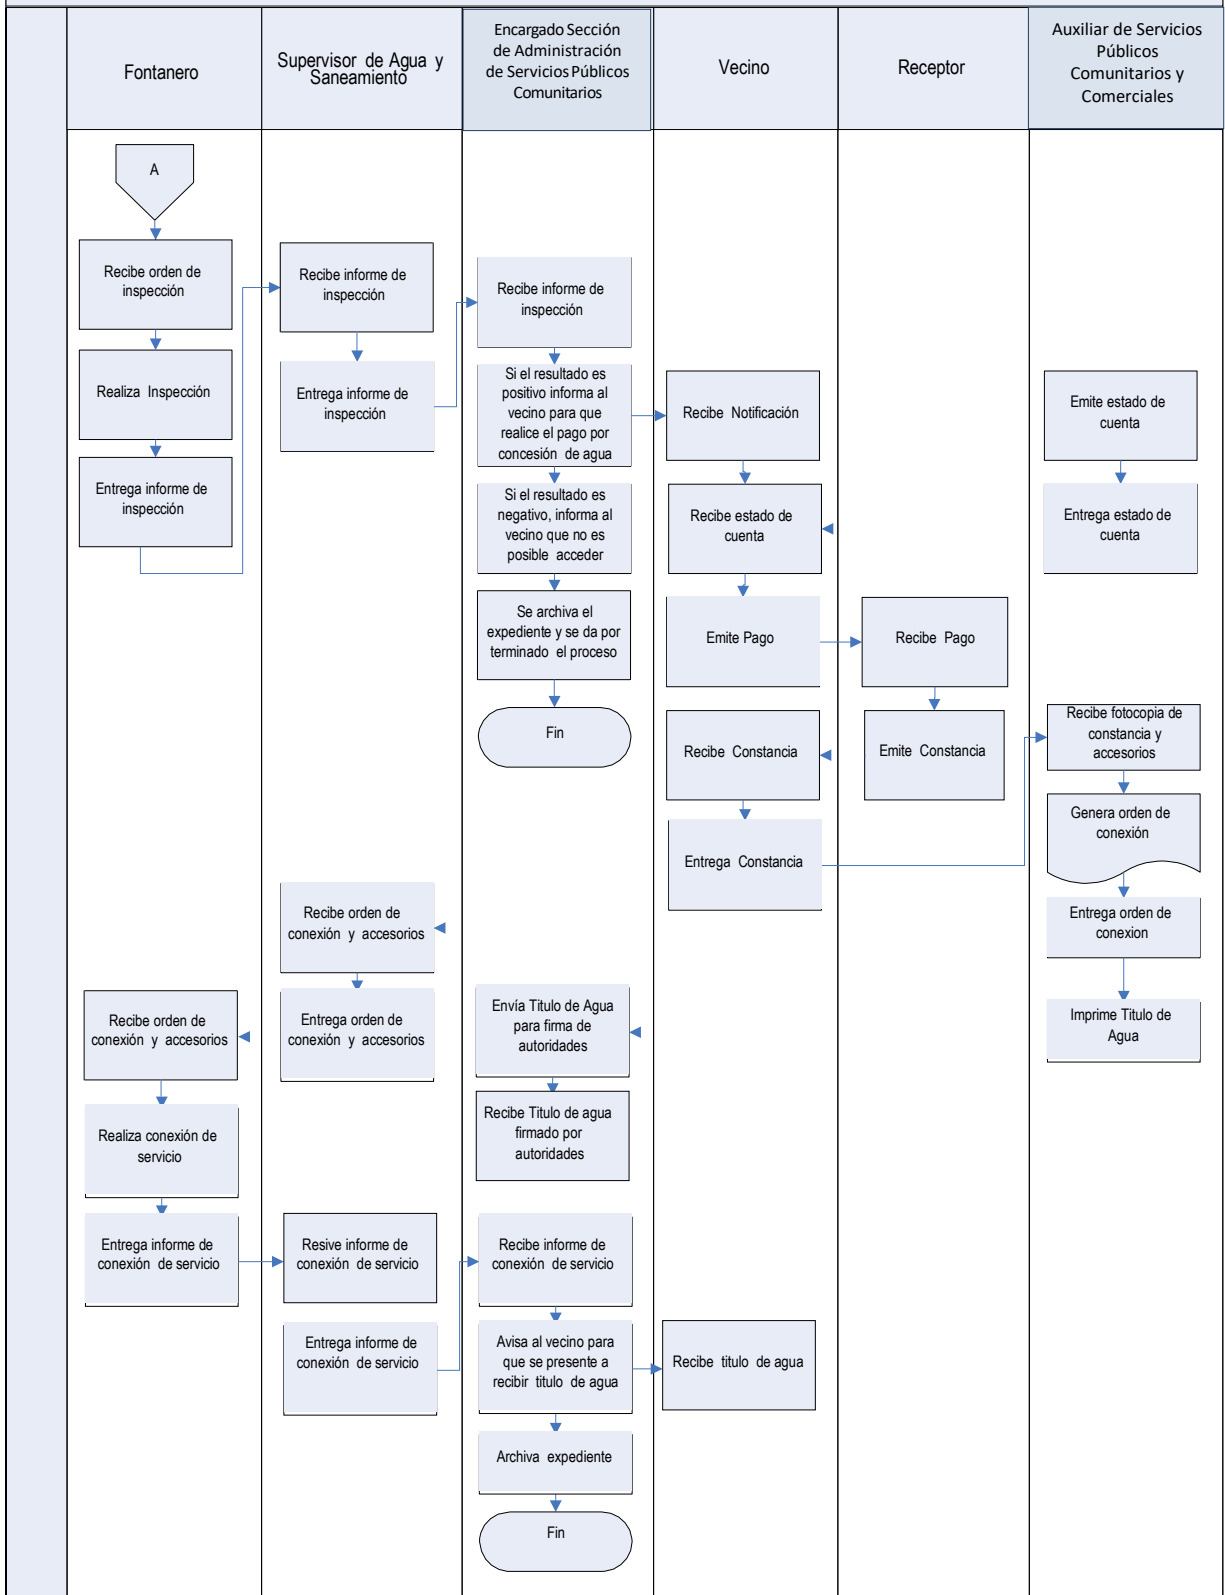 Fontanero
Supervisor de Agua y
Saneamiento
Encargado Sección
de Administración
de Servicios Públicos
Comunitarios
Vecino
Receptor
Auxiliar de Servicios
Públicos
Comunitarios y
Comerciales
A
Recibe orden de
inspección
Realiza Inspección
Entrega informe de
inspección
Recibe informe de
inspección
Entrega informe de
inspección
Recibe informe de
inspección
Si el resultado es
positivo informa al
vecino para que
realice el pago por
concesión de agua
Si el resultado es
negativo, informa al
vecino que no es
posible acceder
Se archiva el
expediente y se da por
terminado el proceso
Fin
Recibe Notificación
Recibe estado de
cuenta
Emite Pago
Recibe Constancia
Entrega Constancia
Recibe Pago
Emite Constancia
Emite estado de
cuenta
Entrega estado de
cuenta
Recibe fotocopia de
constancia y
accesorios
Genera orden de
conexión
Entrega orden de
conexion
Imprime Titulo de
Agua
Recibe orden de
conexión y accesorios
Entrega orden de
conexión y accesorios
Recibe orden de
conexión y accesorios
Realiza conexión de
servicio
Entrega informe de
conexión de servicio
Resive informe de
conexión de servicio
Entrega informe de
conexión de servicio
Envía Titulo de Agua
para firma de
autoridades
Recibe Titulo de agua
firmado por
autoridades
Recibe informe de
conexión de servicio
Avisa al vecino para
que se presente a
recibir titulo de agua
Recibe titulo de agua
Archiva expediente
Fin